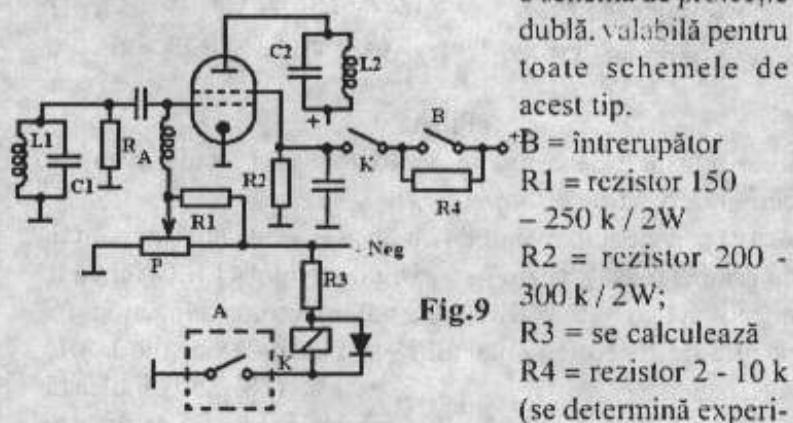 dublă. valabilă pentru
toate schemele de
acest tip.
B = întrerupător
R1 = rezistor 150
– 250 k / 2W
R2 = rezistor 200 -
300 k / 2W;
R3 = se calculează
R4 = rezistor 2 - 10 k
(se determină experi-
C2
L2
+
L1
C1
R
A
R2
K
B
+
R4
R1
P
- Neg
R3
A
K
Fig.9